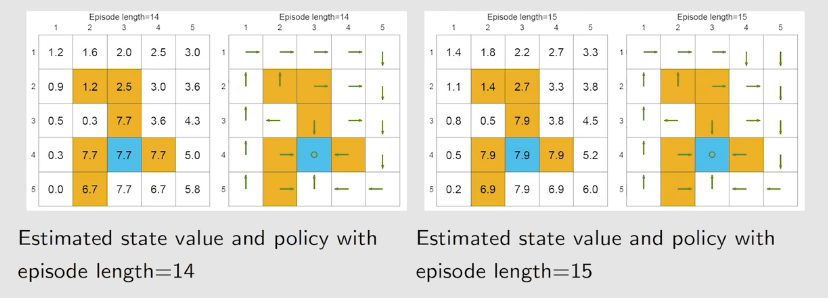 Episode length=14
1 2 3 4 5
1 1.2 1.6 2.0 2.5 3.0
2 0.9 1.2 2.5 3.0 3.6
3 0.5 0.3 7.7 3.6 4.3
4 0.3 7.7 7.7 7.7 5.0
5 0.0 6.7 7.7 6.7 5.8
Episode length=14
1 2 3 4 5
1
2
3
4
5
Estimated state value and policy with
episode length=14
Episode length=15
1 2 3 4 5
1 1.4 1.8 2.2 2.7 3.3
2 1.1 1.4 2.7 3.3 3.8
3 0.8 0.5 7.9 3.8 4.5
4 0.5 7.9 7.9 7.9 5.2
5 0.2 6.9 7.9 6.9 6.0
Episode length=15
1 2 3 4 5
1
2
3
4
5
Estimated state value and policy with
episode length=15